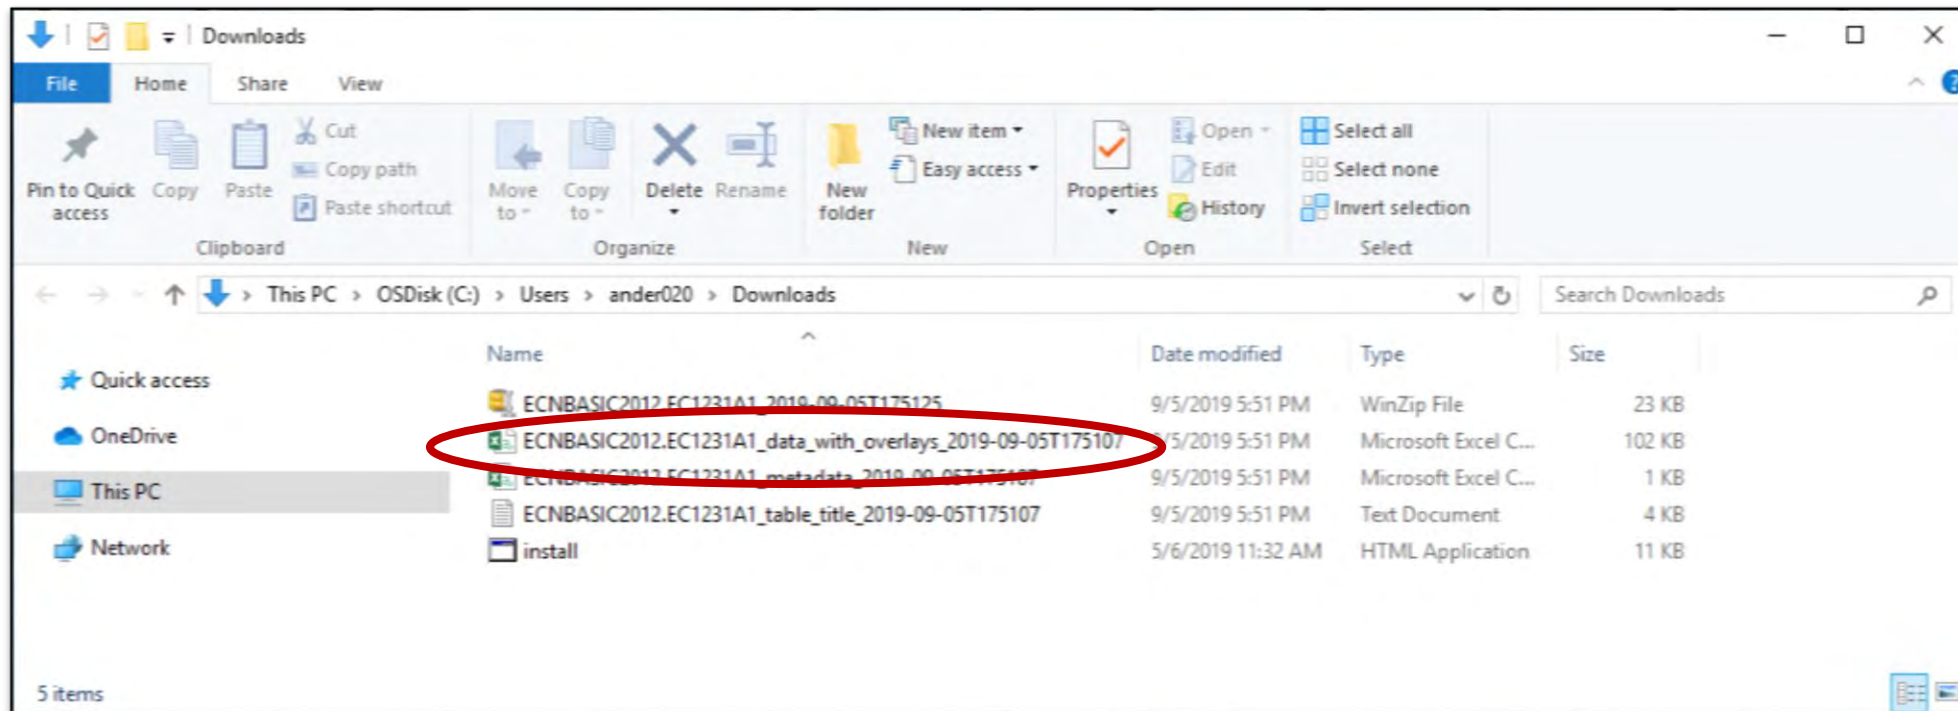 Downloads
File Home Share View
Pin to Quick access
Copy
Paste
Cut
Copy path
Paste shortcut
Move to
Copy to
Delete
Rename
New folder
New item
Easy access
Properties
Open
Edit
History
Select all
Select none
Invert selection
Clipboard Organize New Open Select
This PC > OSDisk (C:) > Users > ander020 > Downloads
Search Downloads
Quick access
OneDrive
This PC
Network
Name Date modified Type Size
ECNBASIC2012.EC1231A1_2019-09-05T175125 9/5/2019 5:51 PM WinZip File 23 KB
ECNBASIC2012.EC1231A1_data_with_overlays_2019-09-05T175107 /5/2019 5:51 PM Microsoft Excel C... 102 KB
ECNBASIC2012.EC1231A1_metadata_2019-09-05T175107 9/5/2019 5:51 PM Microsoft Excel C... 1 KB
ECNBASIC2012.EC1231A1_table_title_2019-09-05T175107 9/5/2019 5:51 PM Text Document 4 KB
install 5/6/2019 11:32 AM HTML Application 11 KB
5 items